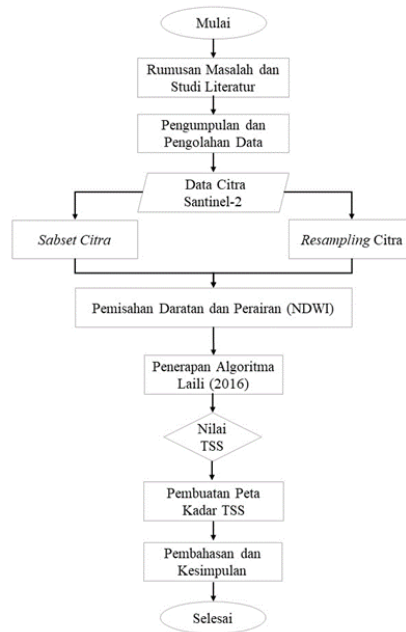 Mulai
Rumusan Masalah dan
Studi Literatur
Pengumpulan dan
Pengolahan Data
Data Citra
Santinel-2
Sabset Citra
Resampling Citra
Pemisahan Daratan dan Perairan (NDWI)
Penerapan Algoritma
Laili (2016)
Nilai
TSS
Pembuatan Peta
Kadar TSS
Pembahasan dan
Kesimpulan
Selesai